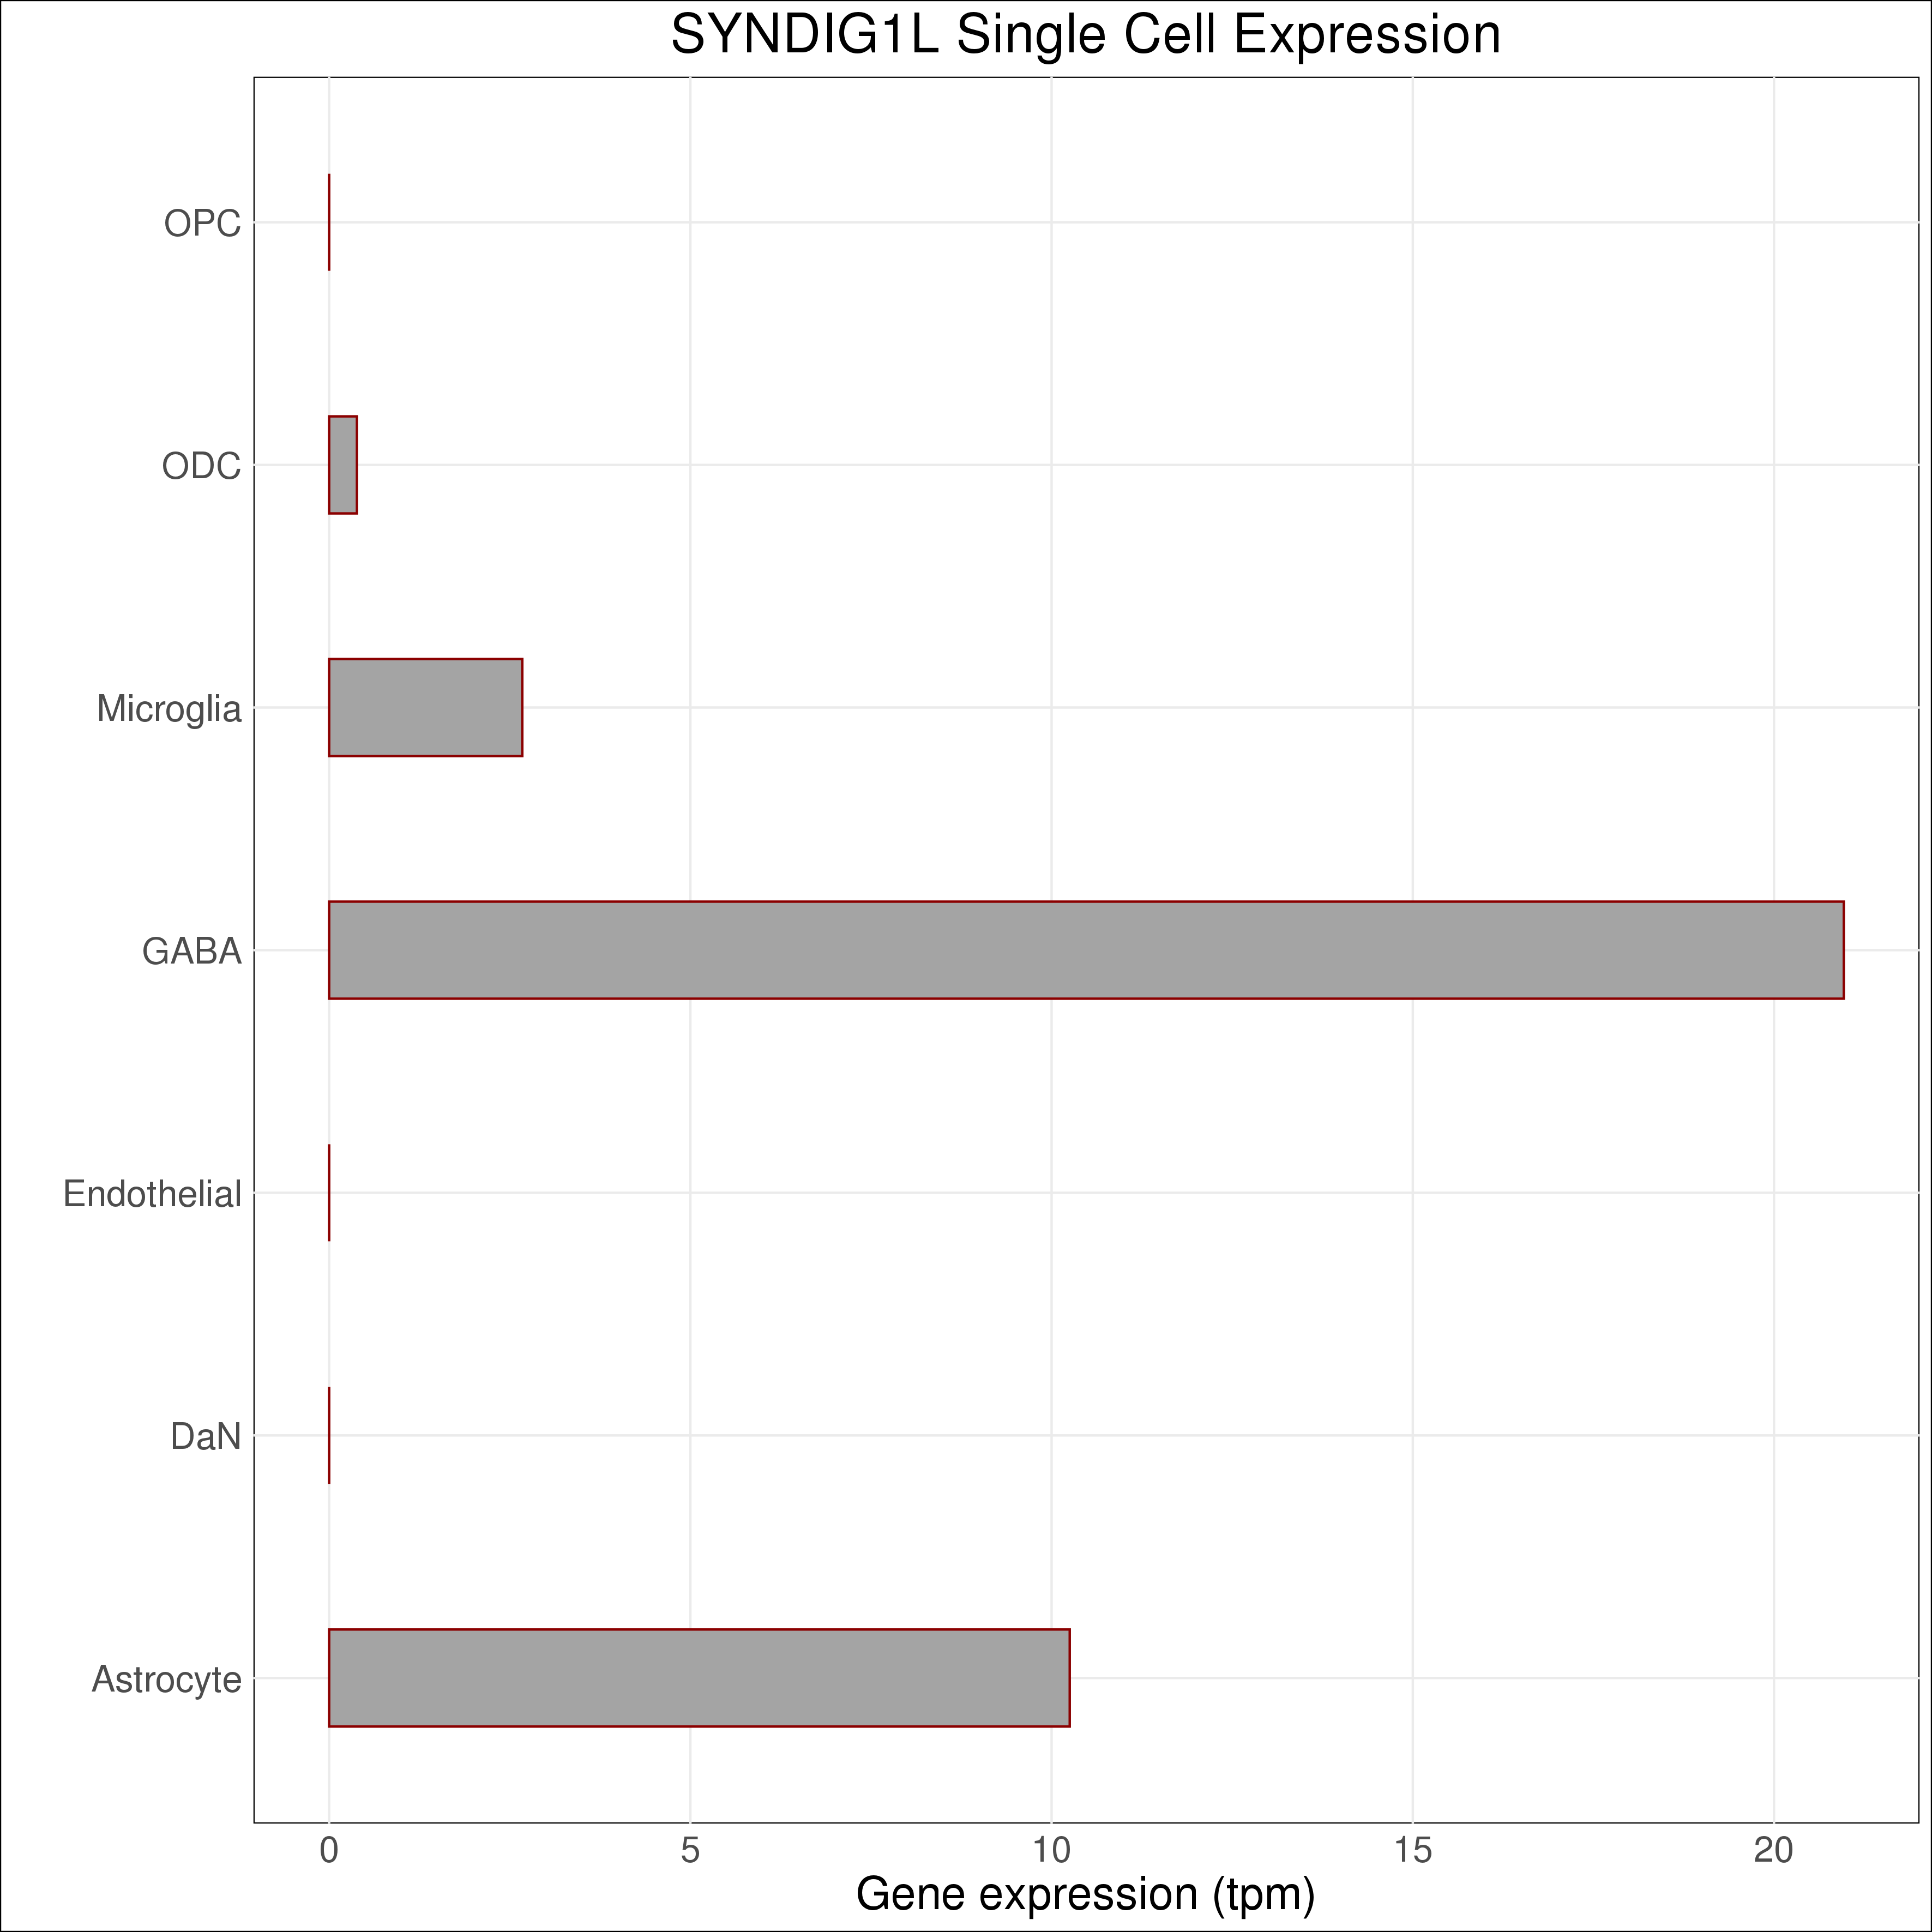 SYNDIG1L Single Cell Expression
OPC
ODC
Microglia
GABA
Endothelial
DaN
Astrocyte
0 5 10 15 20
Gene expression (tpm)